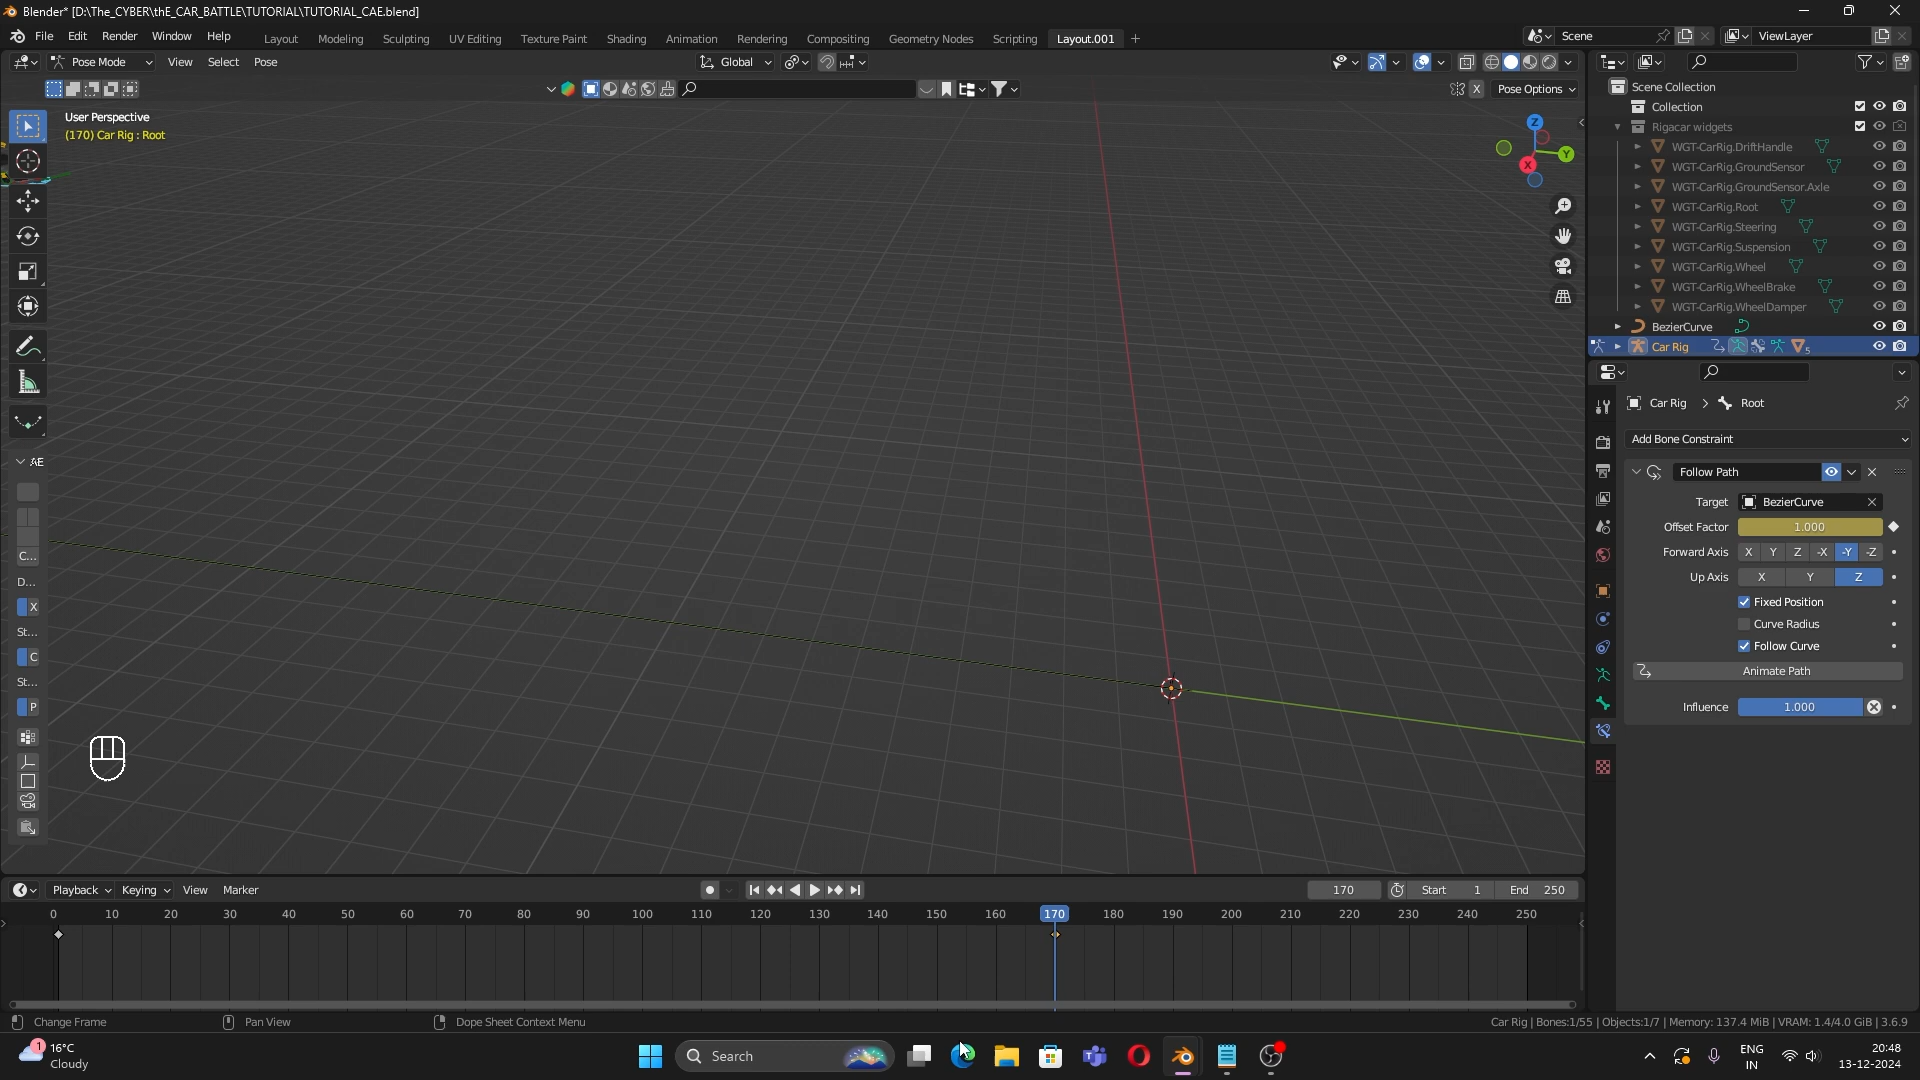 Blender* [D:\The_CYBER\thE_CAR_BATTLE\TUTORIAL\TUTORIAL_CAE.blend]
File Edit Render Window Help Layout Modeling Sculpting UV Editing Texture Paint Shading Animation Rendering Compositing Geometry Nodes Scripting Layout.001 + Scene ViewLayer
Pose Mode View Select Pose Global
X Pose Options
User Perspective
(170) Car Rig : Root
Z
Y
X
Scene Collection
Collection
Rigacar widgets
WGT-CarRig.DriftHandle
WGT-CarRig.GroundSensor
WGT-CarRig.GroundSensor.Axle
WGT-CarRig.Root
WGT-CarRig.Steering
WGT-CarRig.Suspension
WGT-CarRig.Wheel
WGT-CarRig.WheelBrake
WGT-CarRig.WheelDamper
BezierCurve
Car Rig 5
Car Rig > Root
Add Bone Constraint
Follow Path
Target BezierCurve
Offset Factor 1.000
Forward Axis X Y Z -X -Y -Z
Up Axis X Y Z
Fixed Position
Curve Radius
Follow Curve
Animate Path
Influence 1.000
AE
C...
D...
X
St...
C
St...
P
Playback Keying View Marker 170 Start 1 End 250
0 10 20 30 40 50 60 70 80 90 100 110 120 130 140 150 160 170 180 190 200 210 220 230 240 250
Change Frame Pan View Dope Sheet Context Menu Car Rig | Bones:1/55 | Objects:1/7 | Memory: 137.4 MiB | VRAM: 1.4/4.0 GiB | 3.6.9
1
16°C
Cloudy
Search
ENG
IN
20:48
13-12-2024